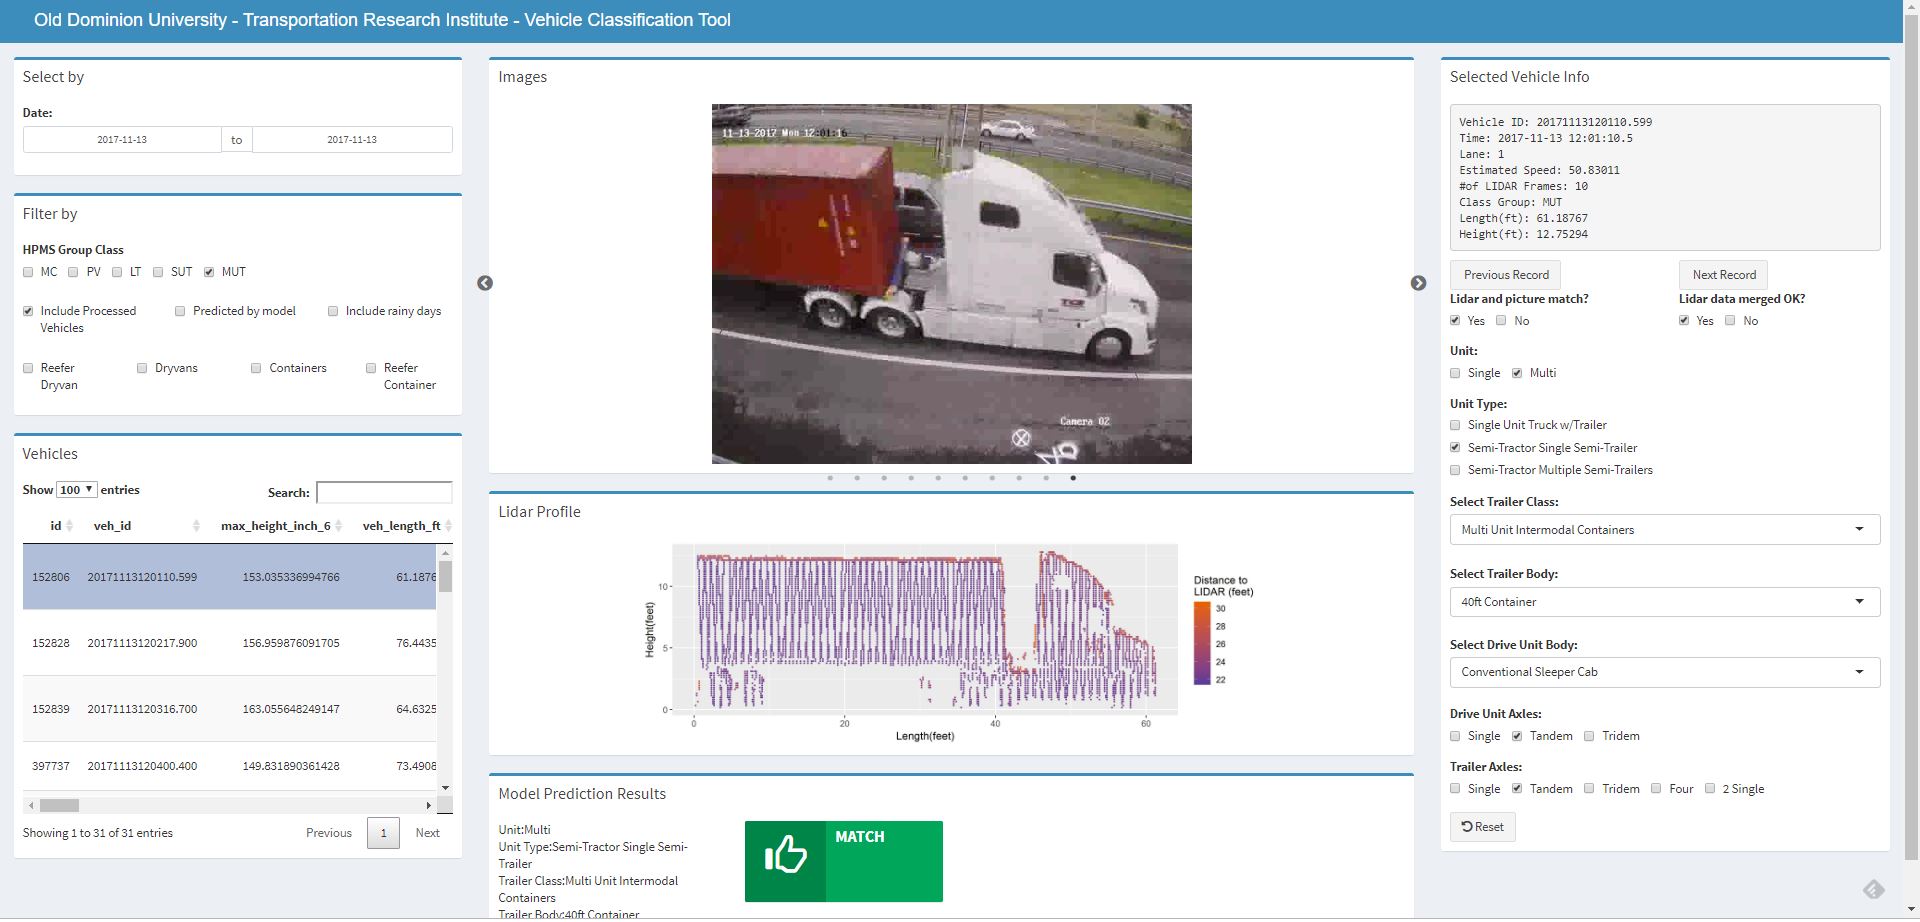 Old Dominion University - Transportation Research Institute - Vehicle Classification Tool
Select by
Date:
2017-11-13 to 2017-11-13
Filter by
HPMS Group Class
MC PV LT SUT MUT
Include Processed Vehicles Predicted by model Include rainy days
Reefer Dryvan Dryvans Containers Reefer Container
Vehicles
Show 100 entries Search:
id veh_id max_height_inch_6 veh_length_ft
152806 20171113120110.599 153.035336994766 61.1876
152828 20171113120217.900 156.959876091705 76.4435
152839 20171113120316.700 163.055648249147 64.6325
397737 20171113120400.400 149.831890361428 73.4908
Showing 1 to 31 of 31 entries Previous 1 Next
Images
11-13-2017 Mon 12:01:16
Camera 02
Lidar Profile
Height(feet)
10
5
0
0 20 40 60
Length(feet)
Distance to
LIDAR (feet)
30
28
26
24
22
Model Prediction Results
Unit:Multi
Unit Type:Semi-Tractor Single Semi-
Trailer
Trailer Class:Multi Unit Intermodal
Containers
Trailer Body:40ft Container
MATCH
Selected Vehicle Info
Vehicle ID: 20171113120110.599
Time: 2017-11-13 12:01:10.5
Lane: 1
Estimated Speed: 50.83011
#of LIDAR Frames: 10
Class Group: MUT
Length(ft): 61.18767
Height(ft): 12.75294
Previous Record Next Record
Lidar and picture match? Lidar data merged OK?
Yes No Yes No
Unit:
Single Multi
Unit Type:
Single Unit Truck w/Trailer
Semi-Tractor Single Semi-Trailer
Semi-Tractor Multiple Semi-Trailers
Select Trailer Class:
Multi Unit Intermodal Containers
Select Trailer Body:
40ft Container
Select Drive Unit Body:
Conventional Sleeper Cab
Drive Unit Axles:
Single Tandem Tridem
Trailer Axles:
Single Tandem Tridem Four 2 Single
Reset